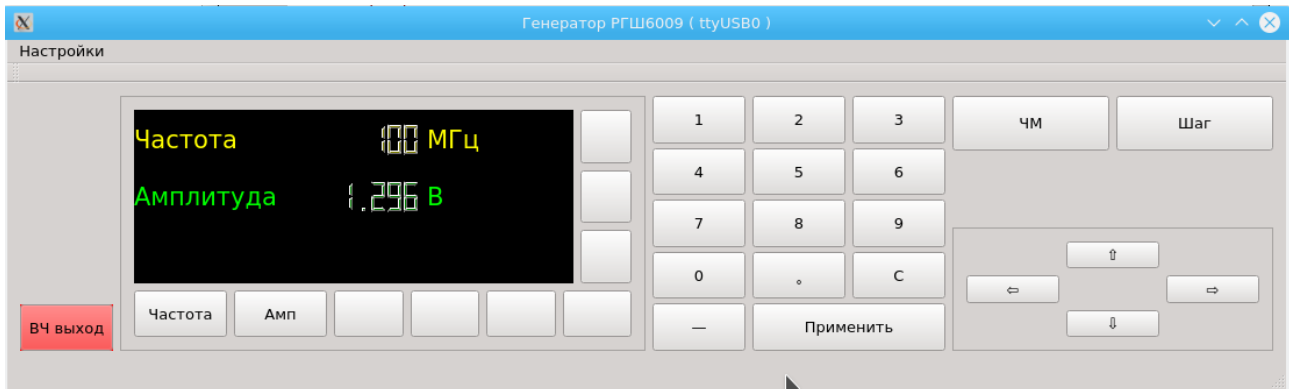 Генератор РГШ6009 ( ttyUSB0 )
Настройки
Частота 100 МГц
Амплитуда 1.296 В
Частота Амп
ВЧ выход
1 2 3
4 5 6
7 8 9
0 . C
— Применить
ЧМ Шаг
⇧
⇦ ⇨
⇩